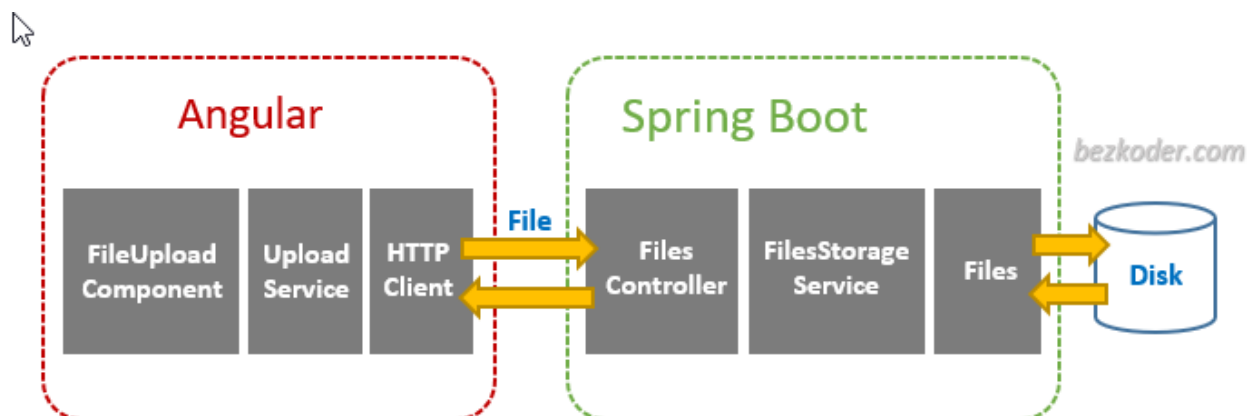 Angular
Spring Boot
bezkoder.com
FileUpload
Component
Upload
Service
HTTP
Client
File
Files
Controller
FilesStorage
Service
Files
Disk